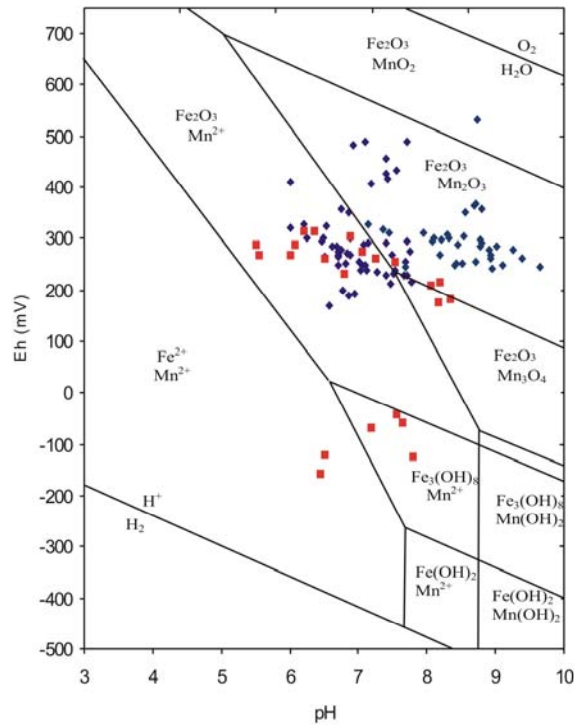 700
600
500
400
300
200
100
0
-100
-200
-300
-400
-500
Eh (mV)
3
4
5
6
7
8
9
10
pH
O₂
H₂O
Fe₂O₃
MnO₂
Fe₂O₃
Mn²⁺
Fe₂O₃
Mn₂O₃
Fe²⁺
Mn²⁺
Fe₂O₃
Mn₃O₄
H⁺
H₂
Fe₃(OH)₈
Mn²⁺
Fe₃(OH)₈
Mn(OH)₂
Fe(OH)₂
Mn²⁺
Fe(OH)₂
Mn(OH)₂